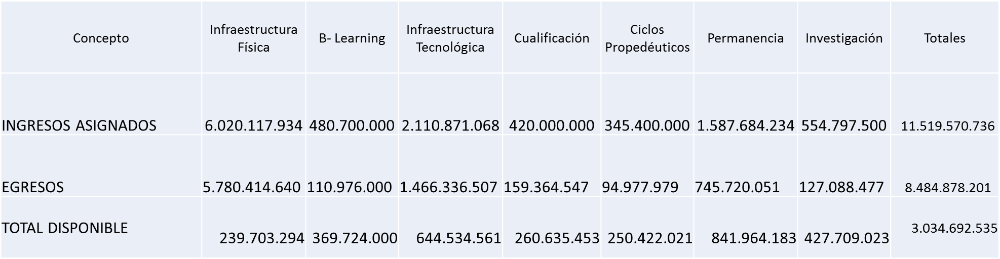 Concepto Infraestructura Física B- Learning Infraestructura Tecnológica Cualificación Ciclos Propedéuticos Permanencia Investigación Totales
INGRESOS ASIGNADOS 6.020.117.934 480.700.000 2.110.871.068 420.000.000 345.400.000 1.587.684.234 554.797.500 11.519.570.736
EGRESOS 5.780.414.640 110.976.000 1.466.336.507 159.364.547 94.977.979 745.720.051 127.088.477 8.484.878.201
TOTAL DISPONIBLE 239.703.294 369.724.000 644.534.561 260.635.453 250.422.021 841.964.183 427.709.023 3.034.692.535